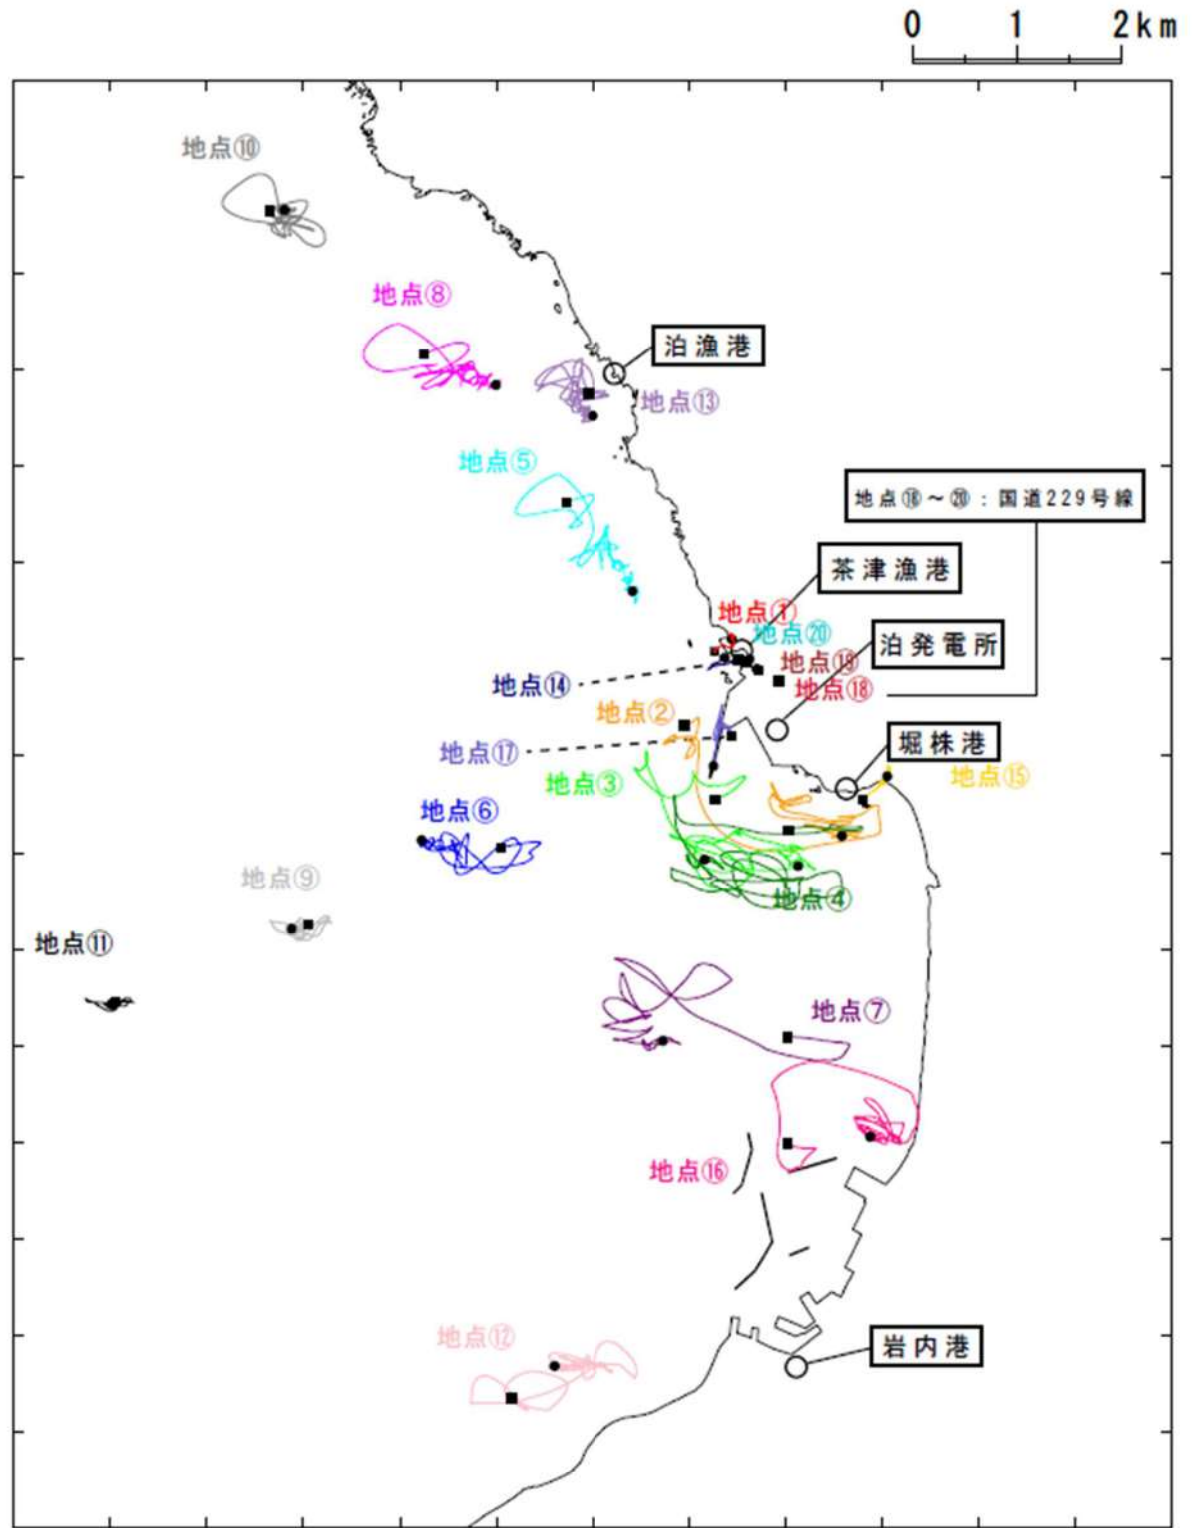 0 1 2km
地点⑩
地点⑧
泊漁港
地点⑬
地点⑤
地点⑱～⑳：国道229号線
茶津漁港
地点①
地点⑳
泊発電所
地点⑲
地点⑭
地点⑱
地点②
堀株港
地点⑰
地点③
地点⑮
地点⑥
地点⑨
地点④
地点⑪
地点⑦
地点⑯
地点⑫
岩内港